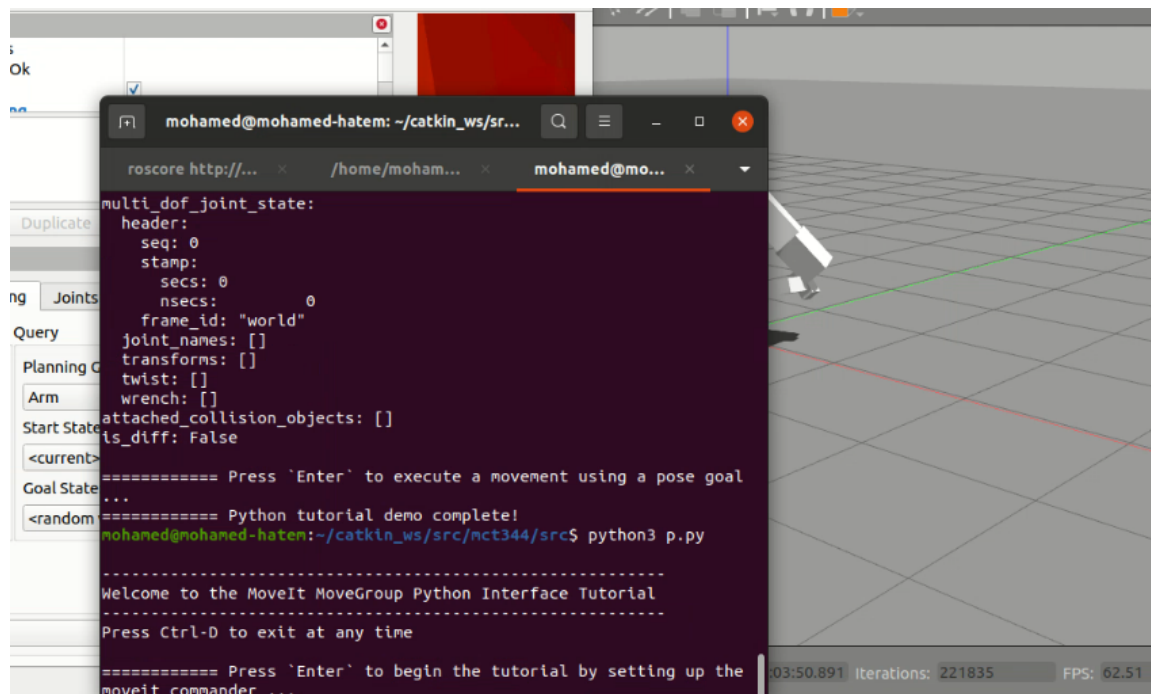 s
Ok
mohamed@mohamed-hatem: ~/catkin_ws/sr...
roscore http://...
/home/moham...
mohamed@mo...
Duplicate
ng
Joints
Query
Planning G
Arm
Start State
<current>
Goal State
<random
multi_dof_joint_state:
header:
seq: 0
stamp:
secs: 0
nsecs: 0
frame_id: "world"
joint_names: []
transforms: []
twist: []
wrench: []
attached_collision_objects: []
is_diff: False
============ Press `Enter` to execute a movement using a pose goal
...
============ Python tutorial demo complete!
mohamed@mohamed-hatem:~/catkin_ws/src/mct344/src$ python3 p.py
----------------------------------------------------------
Welcome to the MoveIt MoveGroup Python Interface Tutorial
----------------------------------------------------------
Press Ctrl-D to exit at any time
============ Press `Enter` to begin the tutorial by setting up the
moveit_commander ...
:03:50.891 Iterations: 221835 FPS: 62.51